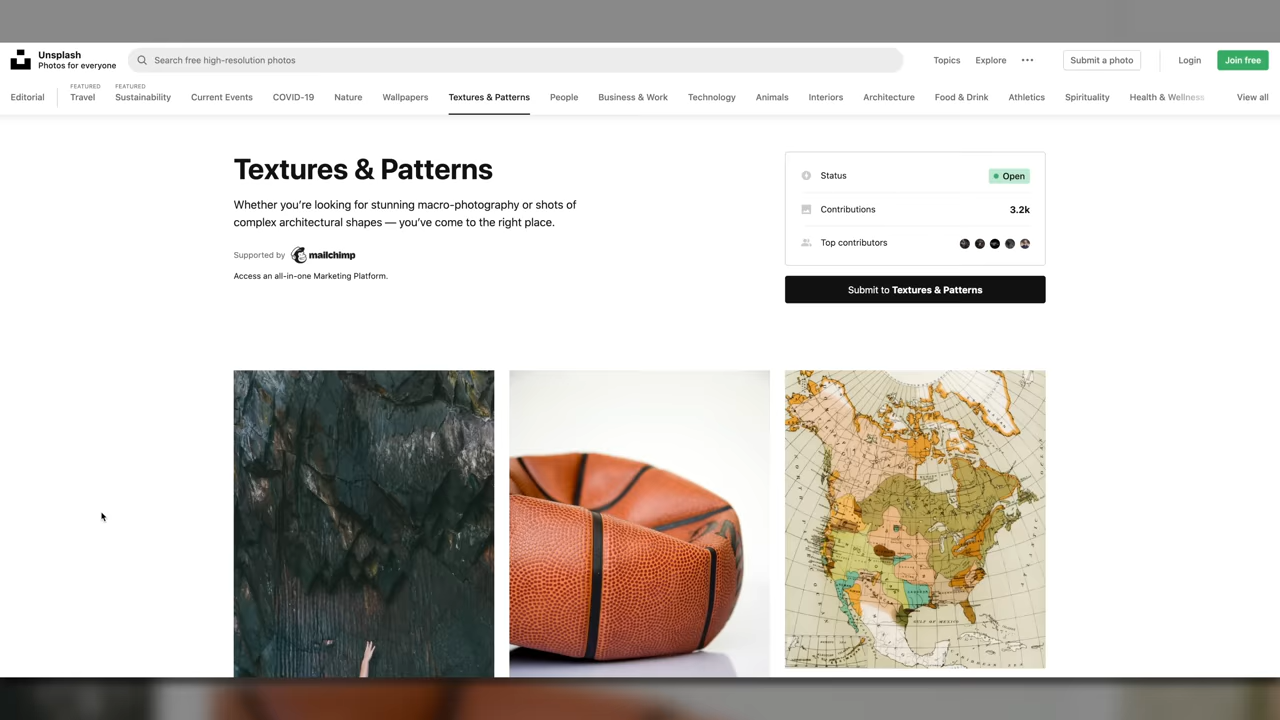 Unsplash
Photos for everyone
Search free high-resolution photos
Topics
Explore
Submit a photo
Login
Join free
Editorial
FEATURED
Travel
FEATURED
Sustainability
Current Events
COVID-19
Nature
Wallpapers
Textures & Patterns
People
Business & Work
Technology
Animals
Interiors
Architecture
Food & Drink
Athletics
Spirituality
Health & Wellness
View all
Textures & Patterns
Whether you’re looking for stunning macro-photography or shots of
complex architectural shapes — you’ve come to the right place.
Supported by mailchimp
Access an all-in-one Marketing Platform.
Status
Open
Contributions
3.2k
Top contributors
Submit to Textures & Patterns
GULF OF MEXICO